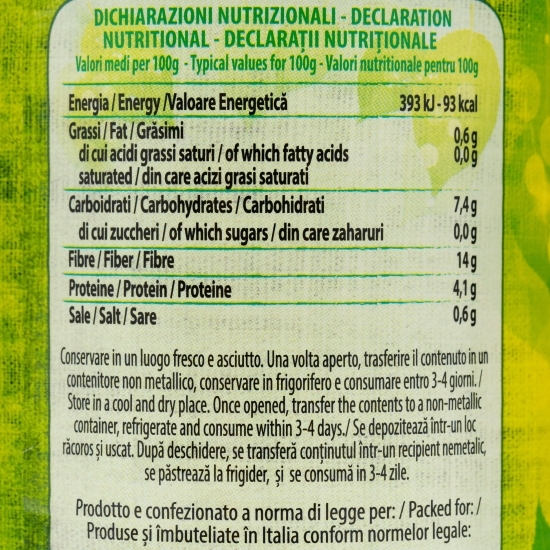 DICHIARAZIONI NUTRIZIONALI - DECLARATION
NUTRITIONAL - DECLARAȚII NUTRIȚIONALE
Valori medi per 100g - Typical values for 100g - Valori nutritionale pentru 100g
Energia / Energy /Valoare Energetică 393 kJ - 93 kcal
Grassi / Fat / Grăsimi 0,6 g
di cui acidi grassi saturi / of which fatty acids 0,0 g
saturated / din care acizi grasi saturati
Carboidrati / Carbohydrates / Carbohidrati 7,4 g
di cui zuccheri / of which sugars / din care zaharuri 0,0 g
Fibre / Fiber / Fibre 14 g
Proteine / Protein / Proteine 4,1 g
Sale / Salt / Sare 0,6 g
Conservare in un luogo fresco e asciutto. Una volta aperto, trasferire il contenuto in un
contenitore non metallico, conservare in frigorifero e consumare entro 3-4 giorni. /
Store in a cool and dry place. Once opened, transfer the contents to a non-metallic
container, refrigerate and consume within 3-4 days./ Se depozitează într-un loc
răcoros și uscat. După deschidere, se transferă conținutul într-un recipient nemetalic,
se păstrează la frigider, și se consumă in 3-4 zile.
Prodotto e confezionato a norma di legge per: / Packed for: /
Produse și îmbuteliate în Italia conform normelor legale: